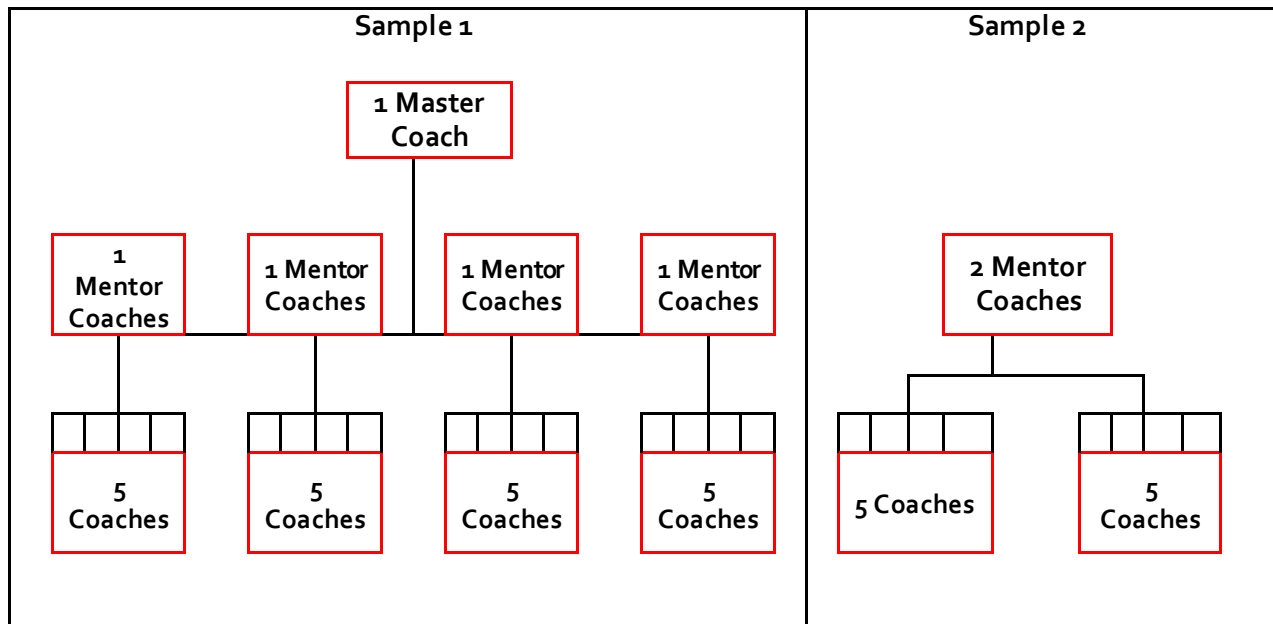 Sample 1
Sample 2
1 Master
Coach
1
Mentor
Coaches
1 Mentor
Coaches
1 Mentor
Coaches
1 Mentor
Coaches
2 Mentor
Coaches
5
Coaches
5
Coaches
5
Coaches
5
Coaches
5 Coaches
5
Coaches